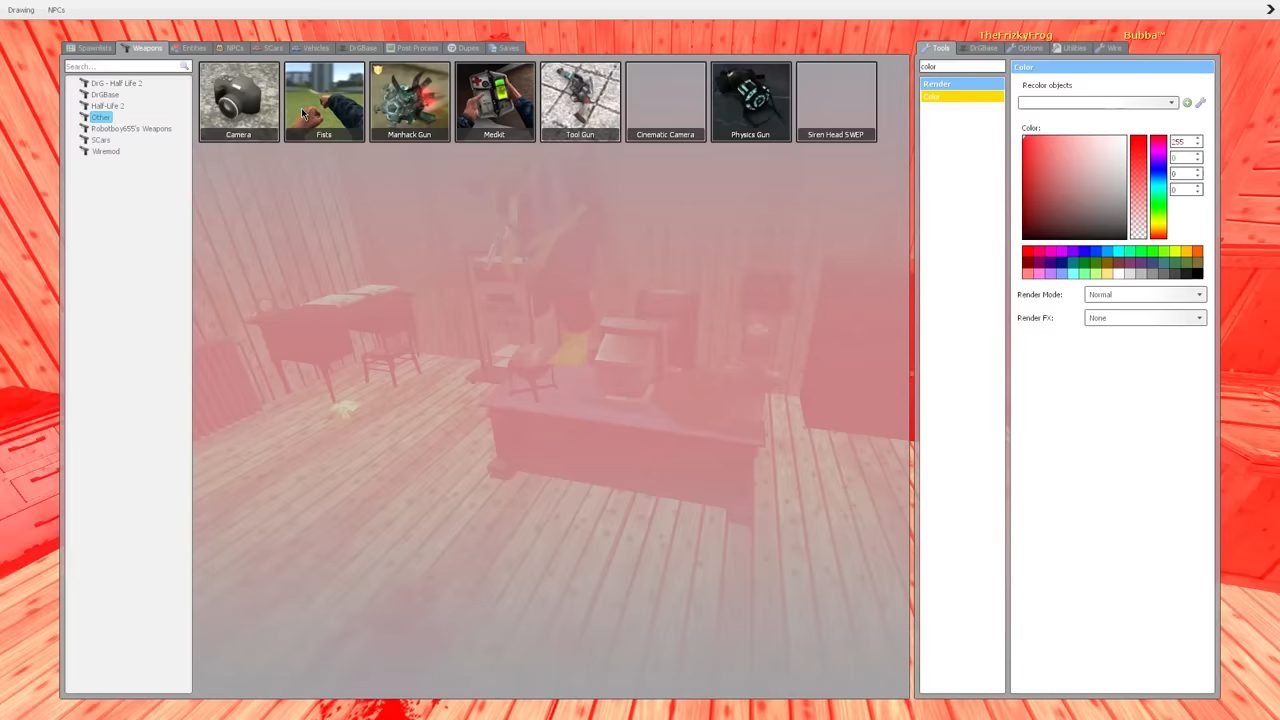 Drawing NPCs
TheFrizkyFrog Bubba™
Spawnlists Weapons Entities NPCs SCars Vehicles DrGBase Post Process Dupes Saves
Tools DrGBase Options Utilities Wire
Search...
DrG - Half Life 2
DrGBase
Half-Life 2
Other
Robotboy655's Weapons
SCars
Wiremod
Camera Fists Manhack Gun Medkit Tool Gun Cinematic Camera Physics Gun Siren Head SWEP
color
Render
Color
Color
Recolor objects
Color:
255
0
0
0
Render Mode: Normal
Render FX: None